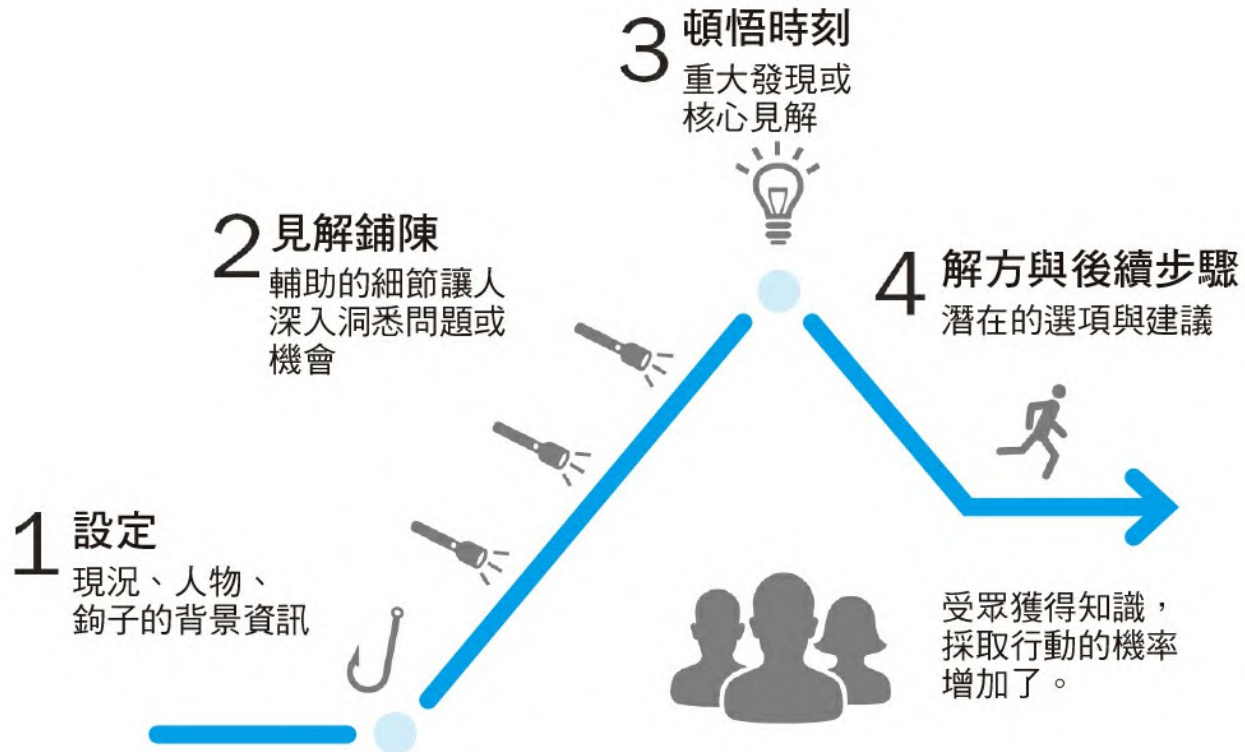 1 設定
現況、人物、
鉤子的背景資訊
2 見解鋪陳
輔助的細節讓人
深入洞悉問題或
機會
3 頓悟時刻
重大發現或
核心見解
4 解方與後續步驟
潛在的選項與建議
受眾獲得知識，
採取行動的機率
增加了。